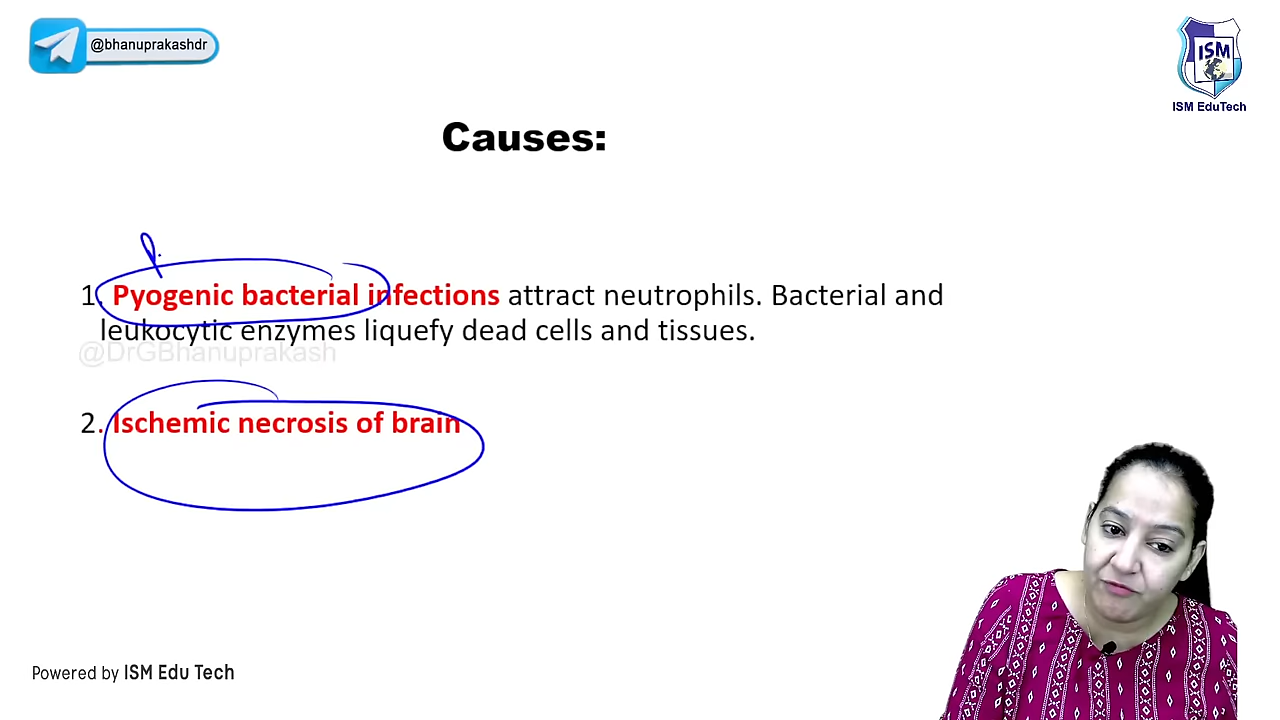 @bhanuprakashdr
ISM
ISM EduTech
Causes:
1. Pyogenic bacterial infections attract neutrophils. Bacterial and
leukocytic enzymes liquefy dead cells and tissues.
@DrGBhanuprakash
2. Ischemic necrosis of brain
Powered by ISM Edu Tech